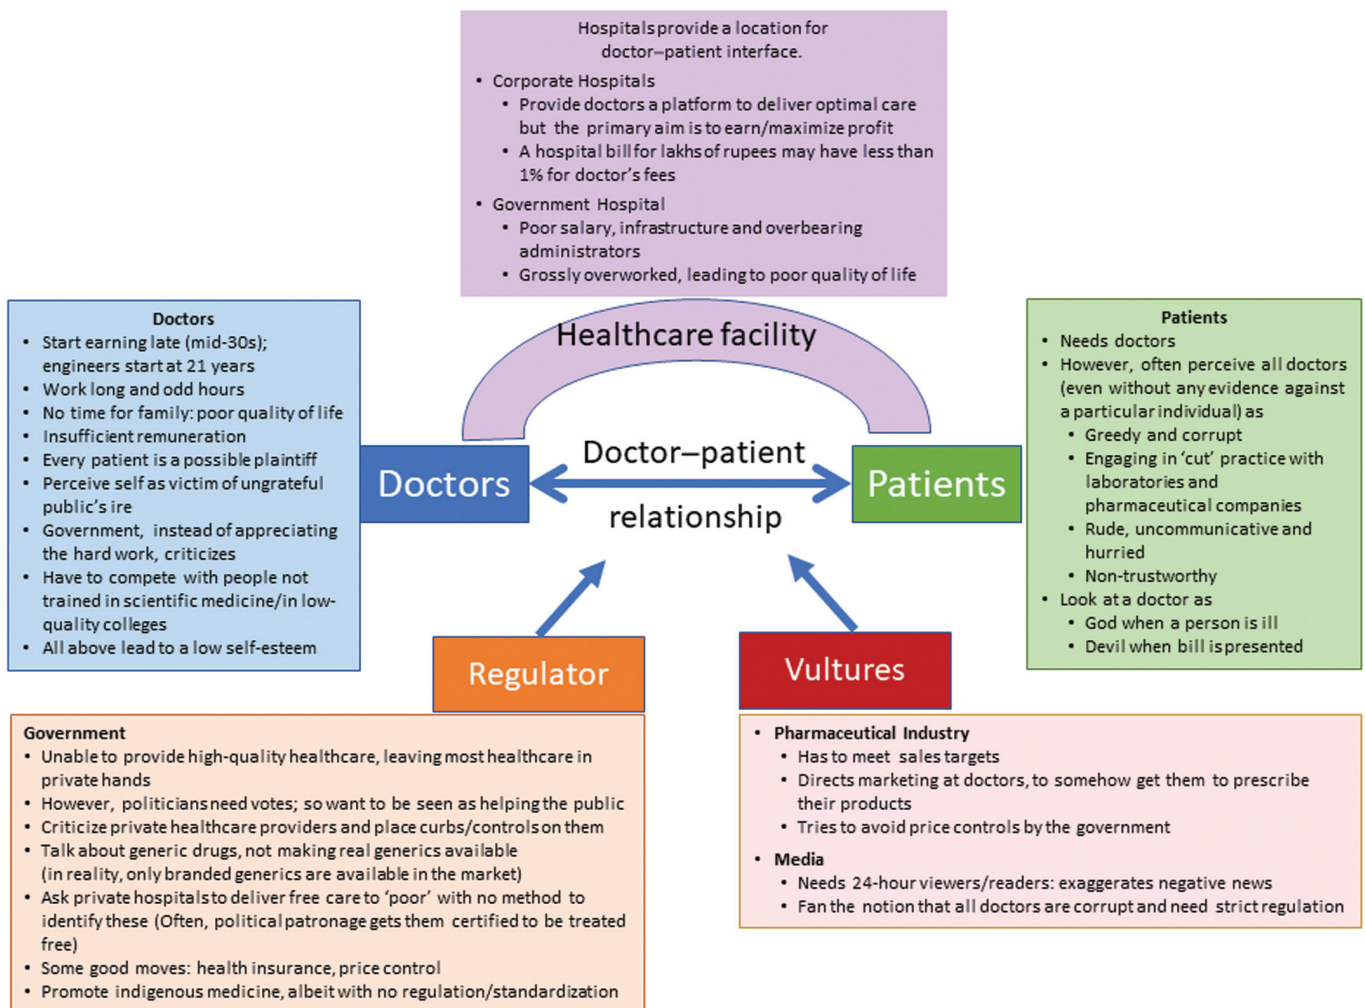 Hospitals provide a location for
doctor–patient interface.
• Corporate Hospitals
• Provide doctors a platform to deliver optimal care
but the primary aim is to earn/maximize profit
• A hospital bill for lakhs of rupees may have less than
1% for doctor's fees
• Government Hospital
• Poor salary, infrastructure and overbearing
administrators
• Grossly overworked, leading to poor quality of life
Healthcare facility
Doctors
• Start earning late (mid-30s);
engineers start at 21 years
• Work long and odd hours
• No time for family: poor quality of life
• Insufficient remuneration
• Every patient is a possible plaintiff
• Perceive self as victim of ungrateful
public's ire
• Government, instead of appreciating
the hard work, criticizes
• Have to compete with people not
trained in scientific medicine/in low-
quality colleges
• All above lead to a low self-esteem
Doctors
Doctor–patient
relationship
Patients
Patients
• Needs doctors
• However, often perceive all doctors
(even without any evidence against
a particular individual) as
• Greedy and corrupt
• Engaging in 'cut' practice with
laboratories and
pharmaceutical companies
• Rude, uncommunicative and
hurried
• Non-trustworthy
• Look at a doctor as
• God when a person is ill
• Devil when bill is presented
Regulator
Government
• Unable to provide high-quality healthcare, leaving most healthcare in
private hands
• However, politicians need votes; so want to be seen as helping the public
• Criticize private healthcare providers and place curbs/controls on them
• Talk about generic drugs, not making real generics available
(in reality, only branded generics are available in the market)
• Ask private hospitals to deliver free care to 'poor' with no method to
identify these (Often, political patronage gets them certified to be treated
free)
• Some good moves: health insurance, price control
• Promote indigenous medicine, albeit with no regulation/standardization
Vultures
• Pharmaceutical Industry
• Has to meet sales targets
• Directs marketing at doctors, to somehow get them to prescribe
their products
• Tries to avoid price controls by the government
• Media
• Needs 24-hour viewers/readers: exaggerates negative news
• Fan the notion that all doctors are corrupt and need strict regulation